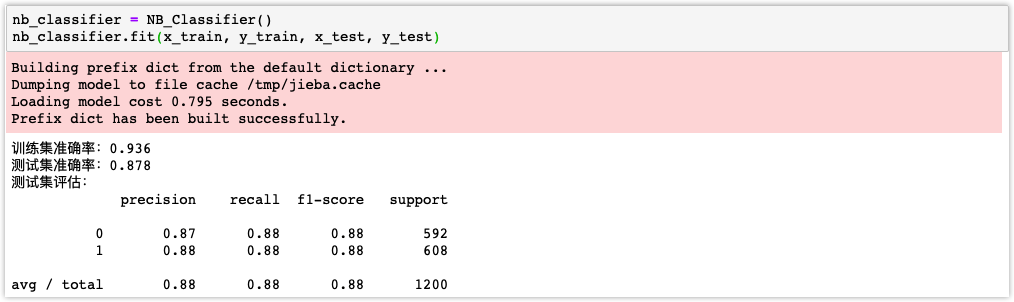 nb_classifier = NB_Classifier()
nb_classifier.fit(x_train, y_train, x_test, y_test)
Building prefix dict from the default dictionary ...
Dumping model to file cache /tmp/jieba.cache
Loading model cost 0.795 seconds.
Prefix dict has been built successfully.
训练集准确率：0.936
测试集准确率：0.878
测试集评估：
precision recall f1-score support
0 0.87 0.88 0.88 592
1 0.88 0.88 0.88 608
avg / total 0.88 0.88 0.88 1200